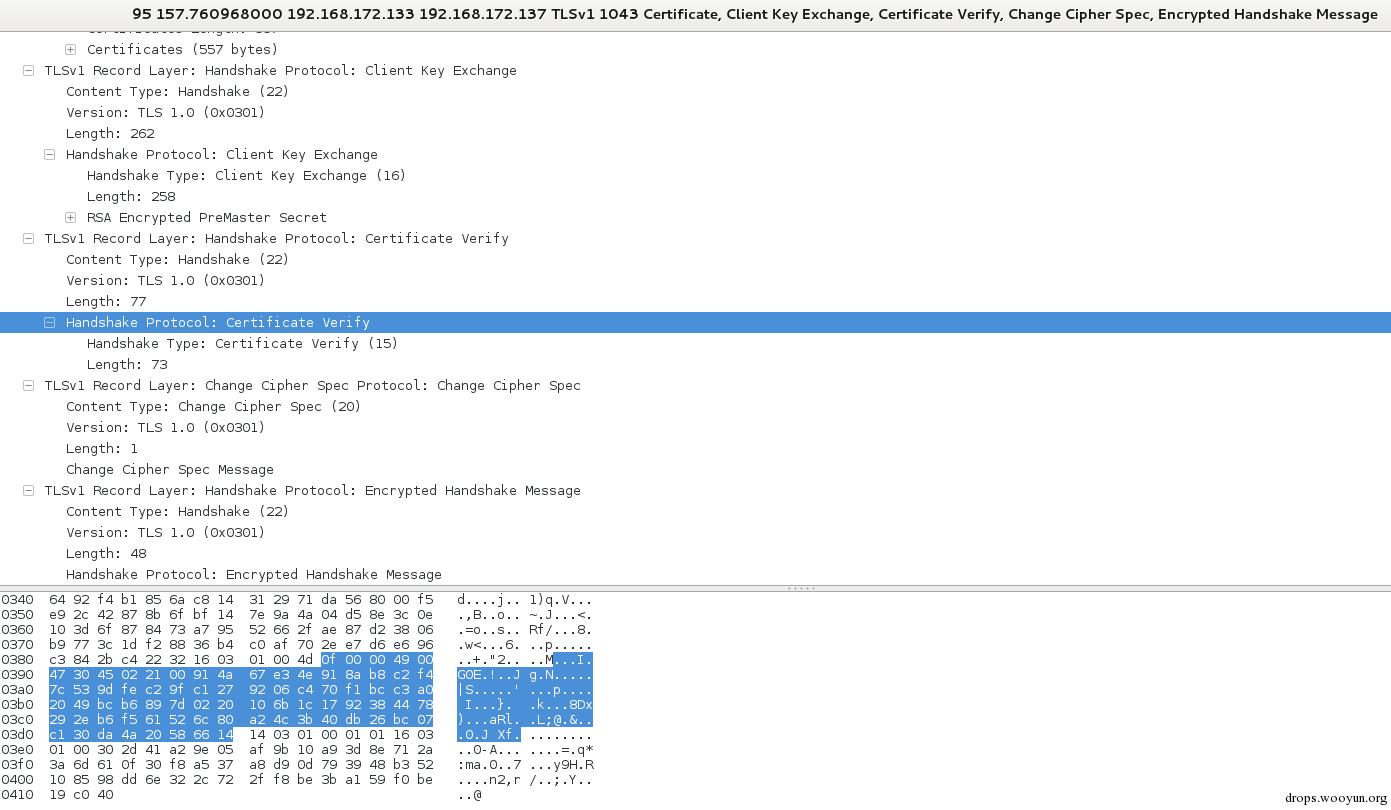 95 157.760968000 192.168.172.133 192.168.172.137 TLSv1 1043 Certificate, Client Key Exchange, Certificate Verify, Change Cipher Spec, Encrypted Handshake Message
Certificates (557 bytes)
TLSv1 Record Layer: Handshake Protocol: Client Key Exchange
Content Type: Handshake (22)
Version: TLS 1.0 (0x0301)
Length: 262
Handshake Protocol: Client Key Exchange
Handshake Type: Client Key Exchange (16)
Length: 258
RSA Encrypted PreMaster Secret
TLSv1 Record Layer: Handshake Protocol: Certificate Verify
Content Type: Handshake (22)
Version: TLS 1.0 (0x0301)
Length: 77
Handshake Protocol: Certificate Verify
Handshake Type: Certificate Verify (15)
Length: 73
TLSv1 Record Layer: Change Cipher Spec Protocol: Change Cipher Spec
Content Type: Change Cipher Spec (20)
Version: TLS 1.0 (0x0301)
Length: 1
Change Cipher Spec Message
TLSv1 Record Layer: Handshake Protocol: Encrypted Handshake Message
Content Type: Handshake (22)
Version: TLS 1.0 (0x0301)
Length: 48
Handshake Protocol: Encrypted Handshake Message
0340 64 92 f4 b1 85 6a c8 14 31 29 71 da 56 80 00 f5 d....j.. 1)q.V...
0350 e9 2c 42 87 8b 6f bf 14 7e 9a 4a 04 d5 8e 3c 0e .,B..o.. ~.J...<.
0360 10 3d 6f 87 84 73 a7 95 52 66 2f ae 87 d2 38 06 .=o..s.. Rf/...8.
0370 b9 77 3c 1d f2 88 36 b4 c0 af 70 2e e7 d6 e6 96 .w<...6. ..p.....
0380 c3 84 2b c4 22 32 16 03 01 00 4d 0f 00 00 49 00 ..+."2.. ..M...I.
0390 47 30 45 02 21 00 91 4a 67 e3 4e 91 8a b8 c2 f4 G0E.!..J g.N.....
03a0 7c 53 9d fe c2 9f c1 27 92 06 c4 70 f1 bc c3 a0 |S.....' ...p....
03b0 20 49 bc b6 89 7d 02 20 10 6b 1c 17 92 38 44 78 I...}. .k...8Dx
03c0 29 2e b6 f5 61 52 6c 80 a2 4c 3b 40 db 26 bc 07 )...aRl. .L;@.&..
03d0 c1 30 da 4a 20 58 66 14 14 03 01 00 01 01 16 03 .0.J Xf. ........
03e0 01 00 30 2d 41 a2 9e 05 af 9b 10 a9 3d 8e 71 2a ..0-A... ....=.q*
03f0 3a 6d 61 0f 30 f8 a5 37 a8 d9 0d 79 39 48 b3 52 :ma.0..7 ...y9H.R
0400 10 85 98 dd 6e 32 2c 72 2f f8 be 3b a1 59 f0 be ....n2,r /..;.Y..
0410 19 c0 40 ..@
drops.wooyun.org